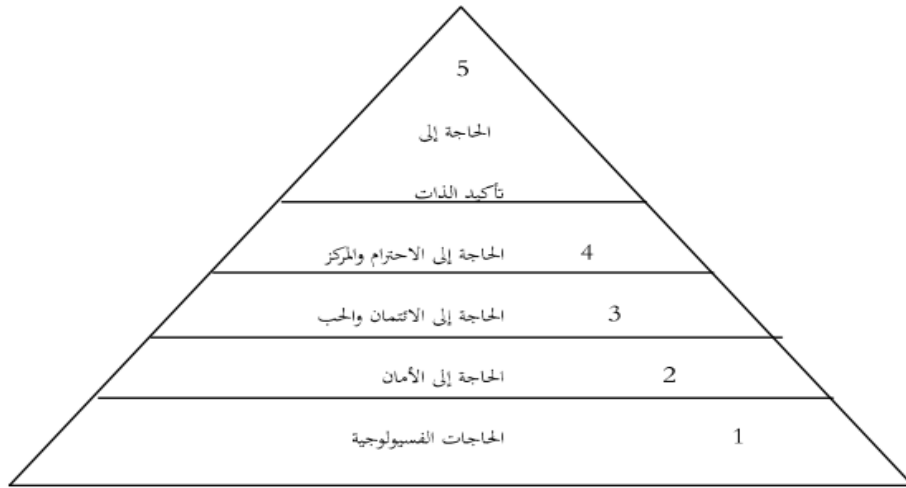 5
الحاجة إلى
تأكيد الذات
4 الحاجة إلى الاحترام والمركز
3 الحاجة إلى الائتمان والحب
2 الحاجة إلى الأمان
1 الحاجات الفسيولوجية